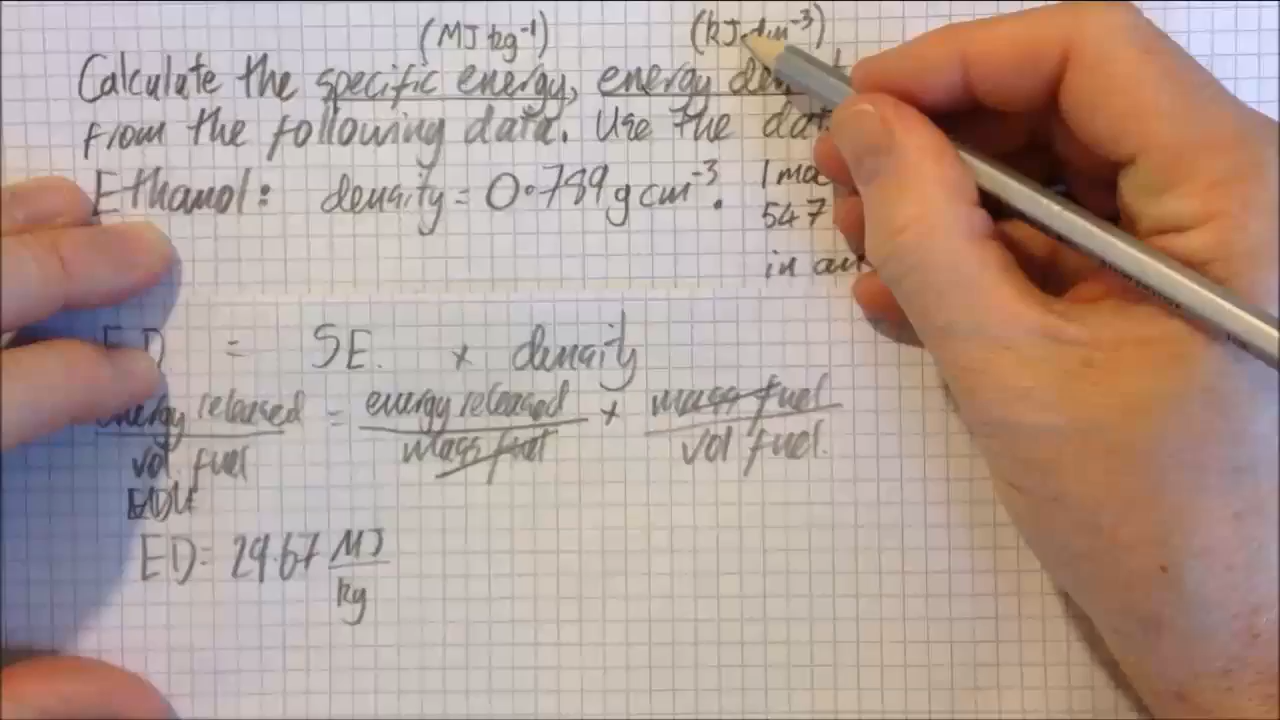 (MJ kg⁻¹) (kJ dm⁻³)
Calculate the specific energy, energy
from the following data. Use the
Ethanol: density = 0.789 g cm⁻³. 1 mo
547
in
ED = SE. × density
energy released = energy released × mass fuel
vol. fuel mass fuel vol fuel.
ED = 29.67 MJ
kg